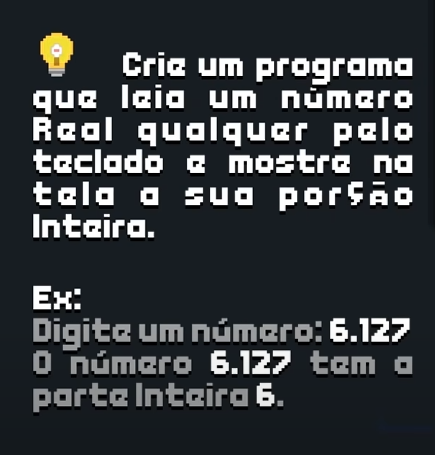 Crie um programa
que leia um número
Real qualquer pelo
teclado e mostre na
tela a sua porção
Inteira.
Ex:
Digite um número: 6.127
O número 6.127 tem a
parte Inteira 6.